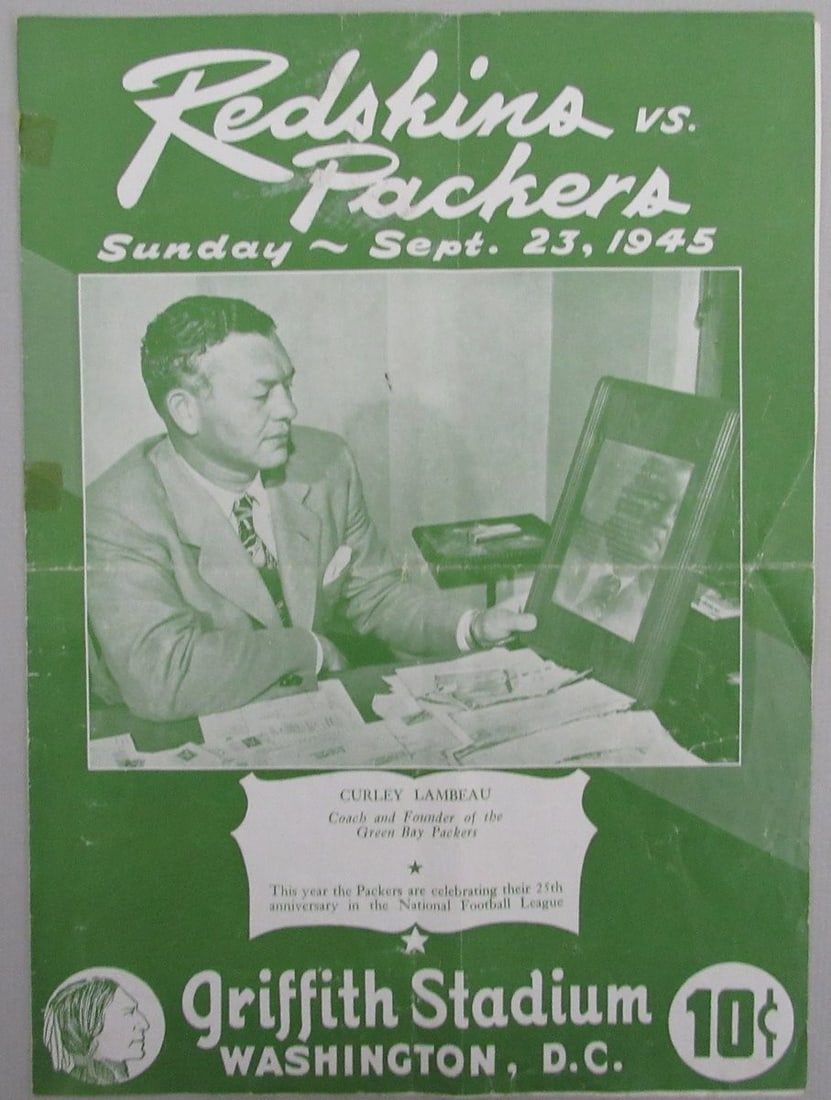 Redskins vs.
Packers
Sunday ~ Sept. 23, 1945
CURLEY LAMBEAU
Coach and Founder of the
Green Bay Packers
This year the Packers are celebrating their 25th
anniversary in the National Football League
Griffith Stadium
WASHINGTON, D.C.
10¢